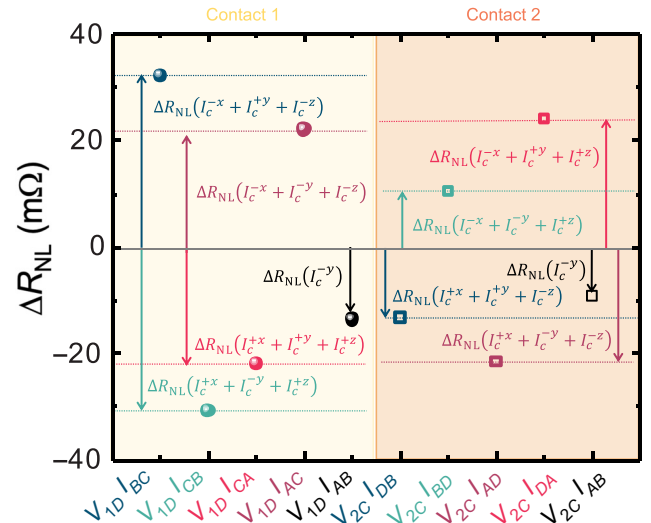 Contact 1 Contact 2
ΔR_NL (mΩ)
40
20
0
−20
−40
ΔR_NL(I_c^{-x} + I_c^{+y} + I_c^{-z})
ΔR_NL(I_c^{-x} + I_c^{-y} + I_c^{-z})
ΔR_NL(I_c^{-y})
ΔR_NL(I_c^{+x} + I_c^{+y} + I_c^{+z})
ΔR_NL(I_c^{+x} + I_c^{-y} + I_c^{+z})
ΔR_NL(I_c^{-x} + I_c^{+y} + I_c^{+z})
ΔR_NL(I_c^{-x} + I_c^{-y} + I_c^{+z})
ΔR_NL(I_c^{-y})
ΔR_NL(I_c^{+x} + I_c^{+y} + I_c^{-z})
ΔR_NL(I_c^{+x} + I_c^{-y} + I_c^{-z})
V_1D I_BC
V_1D I_CB
V_1D I_CA
V_1D I_AC
V_1D I_AB
V_2C I_DB
V_2C I_BD
V_2C I_AD
V_2C I_DA
V_2C I_AB